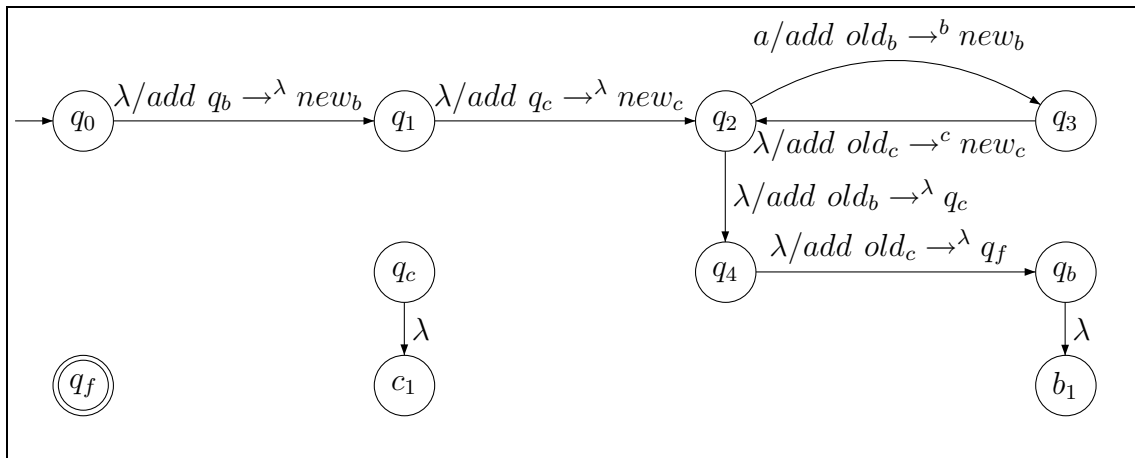 a/add old_b →^b new_b
λ/add q_b →^λ new_b λ/add q_c →^λ new_c
q_0 q_1 q_2 q_3
λ/add old_c →^c new_c
λ/add old_b →^λ q_c
λ/add old_c →^λ q_f
q_c q_4 q_b
λ λ
q_f c_1 b_1